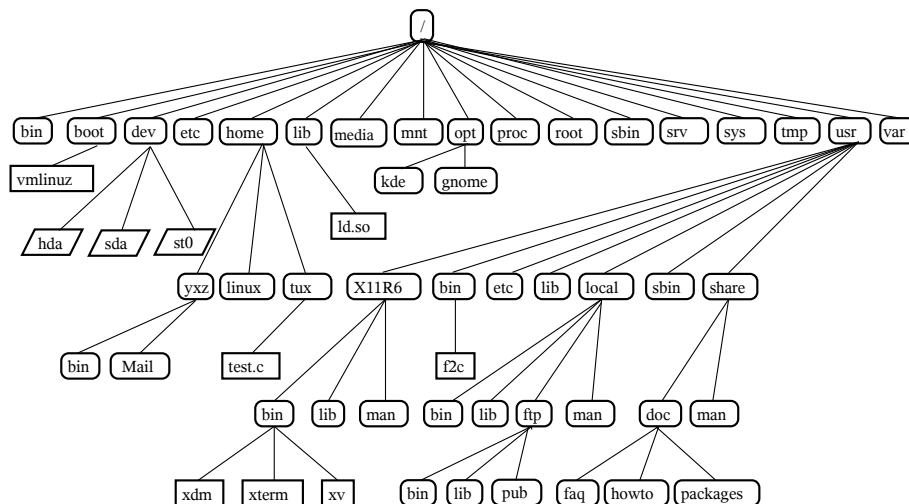 /
bin boot dev etc home lib media mnt opt proc root sbin srv sys tmp usr var
vmlinuz kde gnome
hda sda st0 ld.so
yxz linux tux X11R6 bin etc lib local sbin share
bin Mail test.c f2c
bin lib man bin lib ftp man doc man
xdm xterm xv bin lib pub faq howto packages